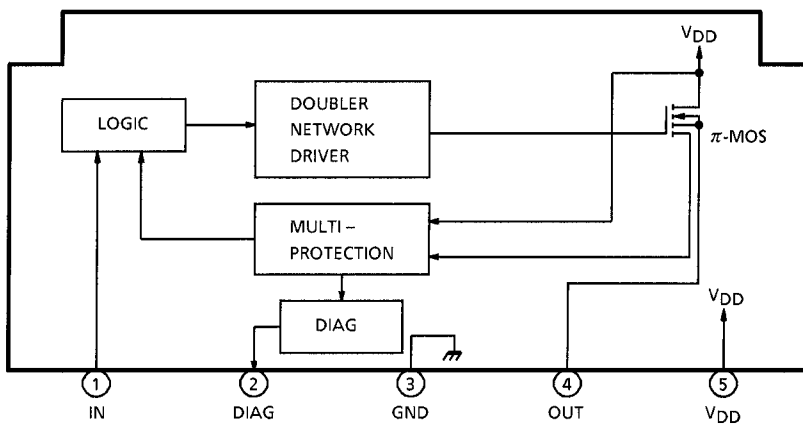 VDD
LOGIC
DOUBLER
NETWORK
DRIVER
π-MOS
MULTI –
PROTECTION
DIAG
VDD
1 2 3 4 5
IN DIAG GND OUT VDD